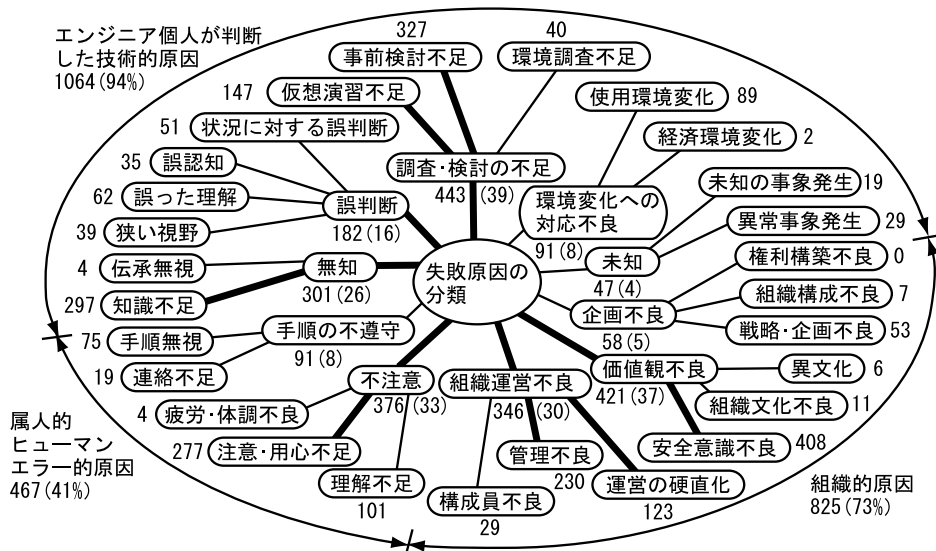 エンジニア個人が判断
した技術的原因
1064(94%)
327
事前検討不足
40
環境調査不足
147
仮想演習不足
使用環境変化
89
51
状況に対する誤判断
経済環境変化
2
35
誤認知
調査・検討の不足
443 (39)
未知の事象発生
19
62
誤った理解
誤判断
182(16)
環境変化への
対応不良
91(8)
異常事象発生
29
39
狭い視野
権利構築不良
0
4
伝承無視
無知
301(26)
失敗原因の
分類
未知
47(4)
組織構成不良
7
297
知識不足
企画不良
58(5)
戦略・企画不良
53
75
手順無視
手順の不遵守
91(8)
19
連絡不足
不注意
376(33)
組織運営不良
346 (30)
価値観不良
421(37)
異文化
6
4
疲労・体調不良
組織文化不良
11
属人的
ヒューマン
エラー的原因
467(41%)
277
注意・用心不足
管理不良
230
安全意識不良
408
理解不足
101
構成員不良
29
運営の硬直化
123
組織的原因
825(73%)